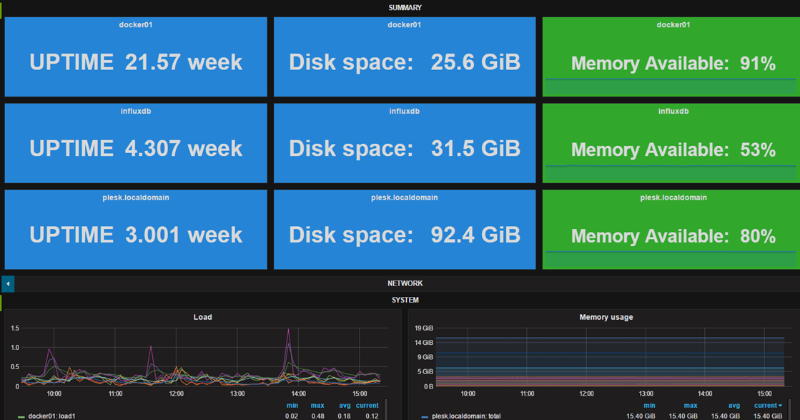 SUMMARY
docker01 docker01 docker01
UPTIME 21.57 week Disk space: 25.6 GiB Memory Available: 91%
influxdb influxdb influxdb
UPTIME 4.307 week Disk space: 31.5 GiB Memory Available: 53%
plesk.localdomain plesk.localdomain plesk.localdomain
UPTIME 3.001 week Disk space: 92.4 GiB Memory Available: 80%
NETWORK
SYSTEM
Load Memory usage
1.5 19 GiB
14 GiB
1.0
9 GiB
0.5
5 GiB
0 0 B
10:00 11:00 12:00 13:00 14:00 15:00 10:00 11:00 12:00 13:00 14:00 15:00
min max avg current min max avg current
docker01: load1 0.02 0.48 0.18 0.12 plesk.localdomain: total 15.40 GiB 15.40 GiB 15.40 GiB 15.40 GiB